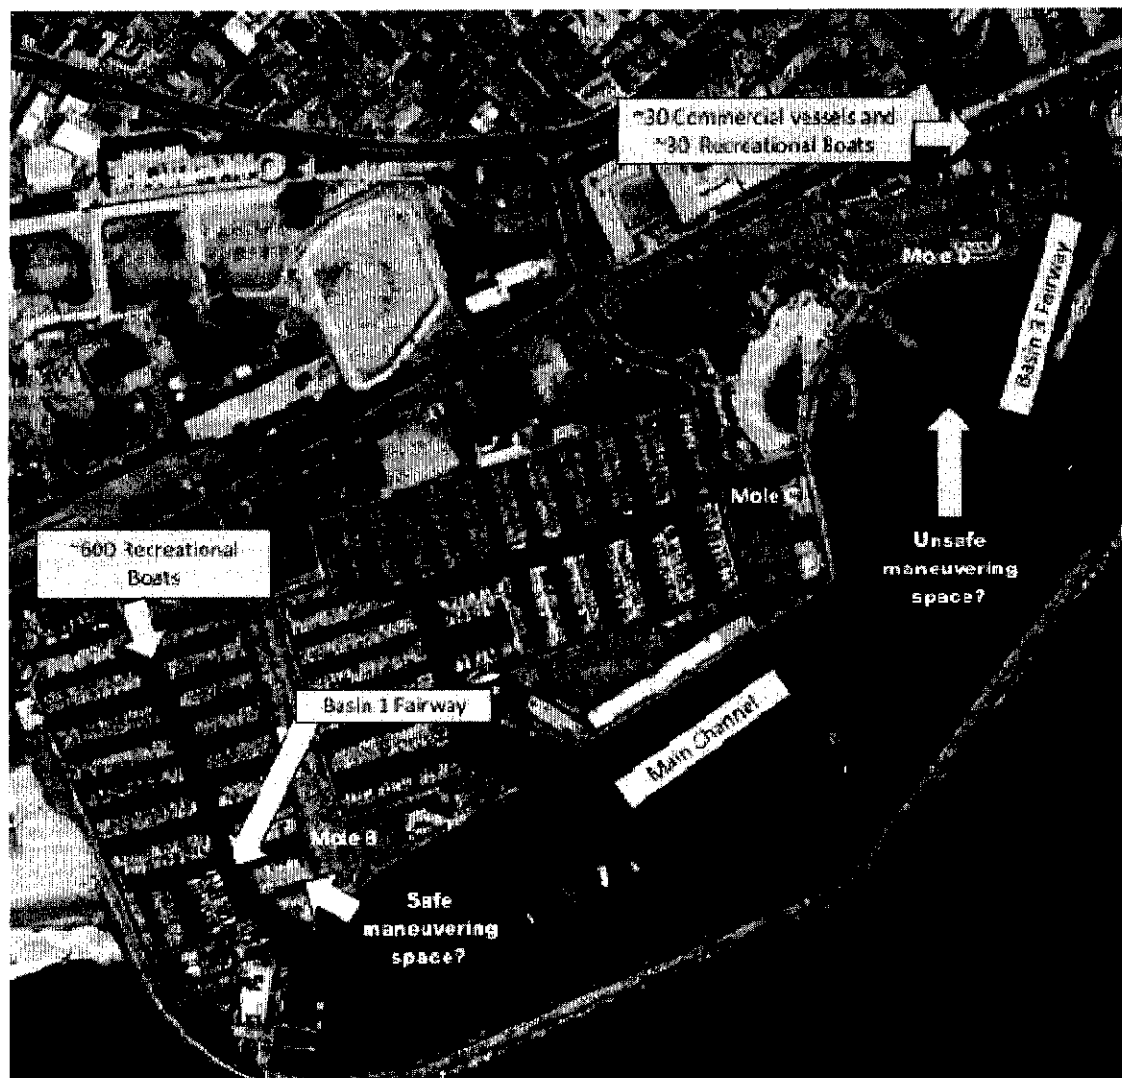 ~30 Commercial vessels and
~30 Recreational Boats
Mole D
Basin 3 FairWay
Mole C
Unsafe
maneuvering
space?
~600 Recreational
Boats
Basin 1 Fairway
Main Channel
Mole B
Safe
maneuvering
space?